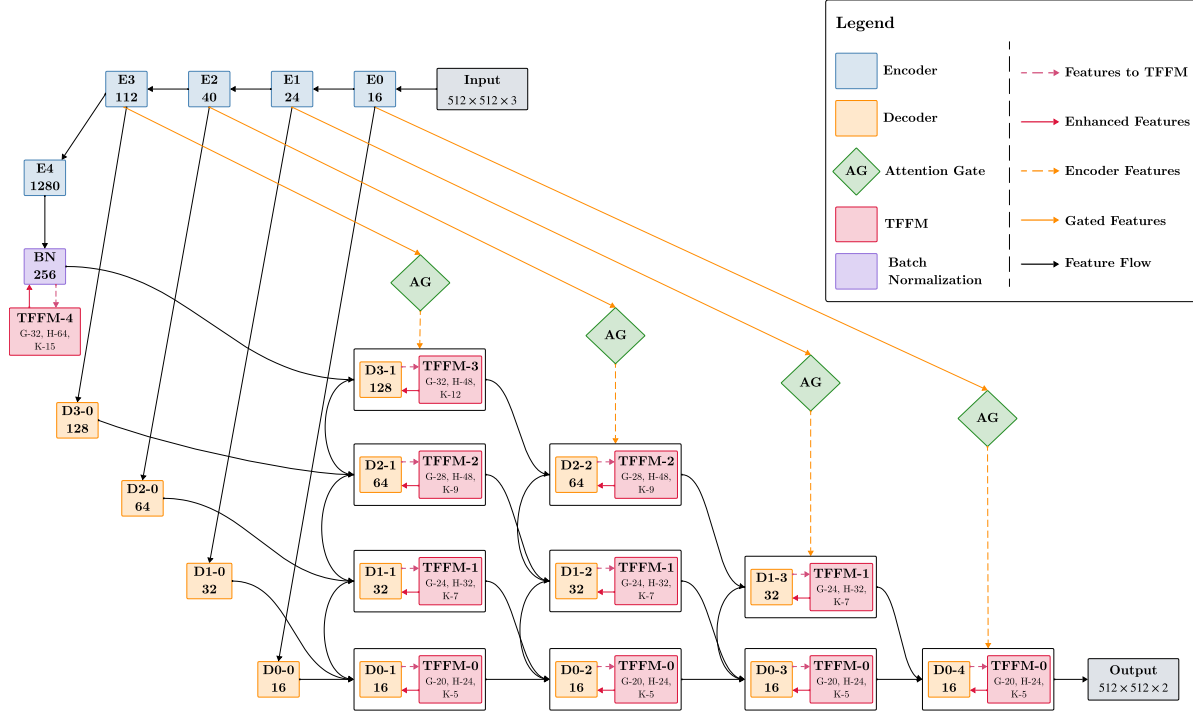 Legend
Encoder
Decoder
AG
Attention Gate
TFFM
Batch
Normalization
Features to TFFM
Enhanced Features
Encoder Features
Gated Features
Feature Flow
E3
112
E2
40
E1
24
E0
16
Input
512 × 512 × 3
E4
1280
BN
256
TFFM-4
G-32, H-64,
K-15
AG
AG
AG
AG
D3-1
128
TFFM-3
G-32, H-48,
K-12
D3-0
128
D2-1
64
TFFM-2
G-28, H-48,
K-9
D2-2
64
TFFM-2
G-28, H-48,
K-9
D2-0
64
D1-0
32
D1-1
32
TFFM-1
G-24, H-32,
K-7
D1-2
32
TFFM-1
G-24, H-32,
K-7
D1-3
32
TFFM-1
G-24, H-32,
K-7
D0-0
16
D0-1
16
TFFM-0
G-20, H-24,
K-5
D0-2
16
TFFM-0
G-20, H-24,
K-5
D0-3
16
TFFM-0
G-20, H-24,
K-5
D0-4
16
TFFM-0
G-20, H-24,
K-5
Output
512 × 512 × 2